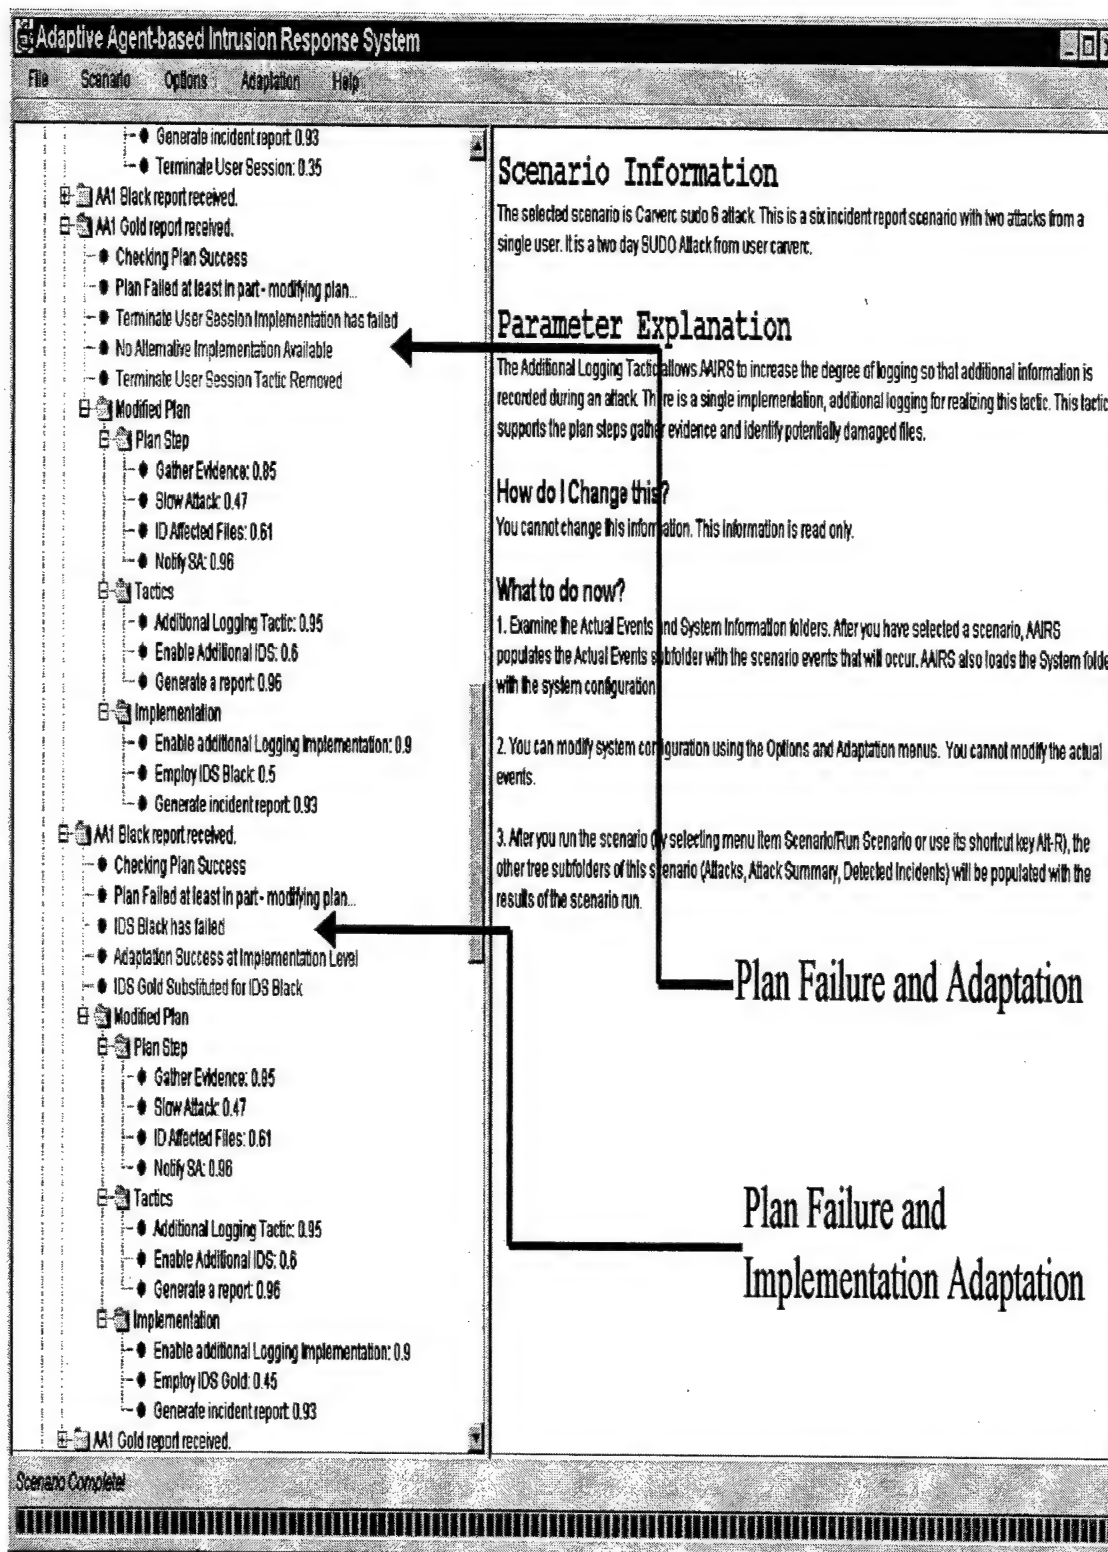 Adaptive Agent-based Intrusion Response System
File Scenario Options Adaptation Help
Generate incident report: 0.93
Terminate User Session: 0.35
AA1 Black report received.
AA1 Gold report received.
Checking Plan Success
Plan Failed at least in part - modifying plan...
Terminate User Session Implementation has failed
No Alternative Implementation Available
Terminate User Session Tactic Removed
Modified Plan
Plan Step
Gather Evidence: 0.85
Slow Attack: 0.47
ID Affected Files: 0.61
Notify SA: 0.96
Tactics
Additional Logging Tactic: 0.95
Enable Additional IDS: 0.6
Generate a report: 0.96
Implementation
Enable additional Logging Implementation: 0.9
Employ IDS Black: 0.5
Generate incident report: 0.93
AA1 Black report received.
Checking Plan Success
Plan Failed at least in part - modifying plan...
IDS Black has failed
Adaptation Success at Implementation Level
IDS Gold Substituted for IDS Black
Modified Plan
Plan Step
Gather Evidence: 0.85
Slow Attack: 0.47
ID Affected Files: 0.61
Notify SA: 0.96
Tactics
Additional Logging Tactic: 0.95
Enable Additional IDS: 0.6
Generate a report: 0.96
Implementation
Enable additional Logging Implementation: 0.9
Employ IDS Gold: 0.45
Generate incident report: 0.93
AA1 Gold report received.
Scenario Information
The selected scenario is Carverc sudo 6 attack. This is a six incident report scenario with two attacks from a
single user. It is a two day SUDO Attack from user carverc.
Parameter Explanation
The Additional Logging Tactic allows AAIRS to increase the degree of logging so that additional information is
recorded during an attack. There is a single implementation, additional logging for realizing this tactic. This tactic
supports the plan steps gather evidence and identify potentially damaged files.
How do I Change this?
You cannot change this information. This information is read only.
What to do now?
1. Examine the Actual Events and System Information folders. After you have selected a scenario, AAIRS
populates the Actual Events subfolder with the scenario events that will occur. AAIRS also loads the System folde
with the system configuration.
2. You can modify system configuration using the Options and Adaptation menus. You cannot modify the actual
events.
3. After you run the scenario (by selecting menu item Scenario/Run Scenario or use its shortcut key Alt-R), the
other tree subfolders of this scenario (Attacks, Attack Summary, Detected Incidents) will be populated with the
results of the scenario run.
Plan Failure and Adaptation
Plan Failure and
Implementation Adaptation
Scenario Complete!